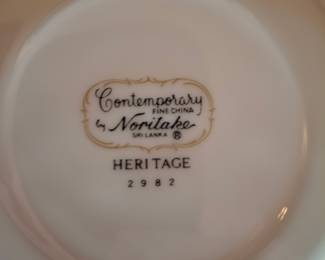 Contemporary
FINE CHINA
by Noritake
SRI LANKA ®
HERITAGE
2982